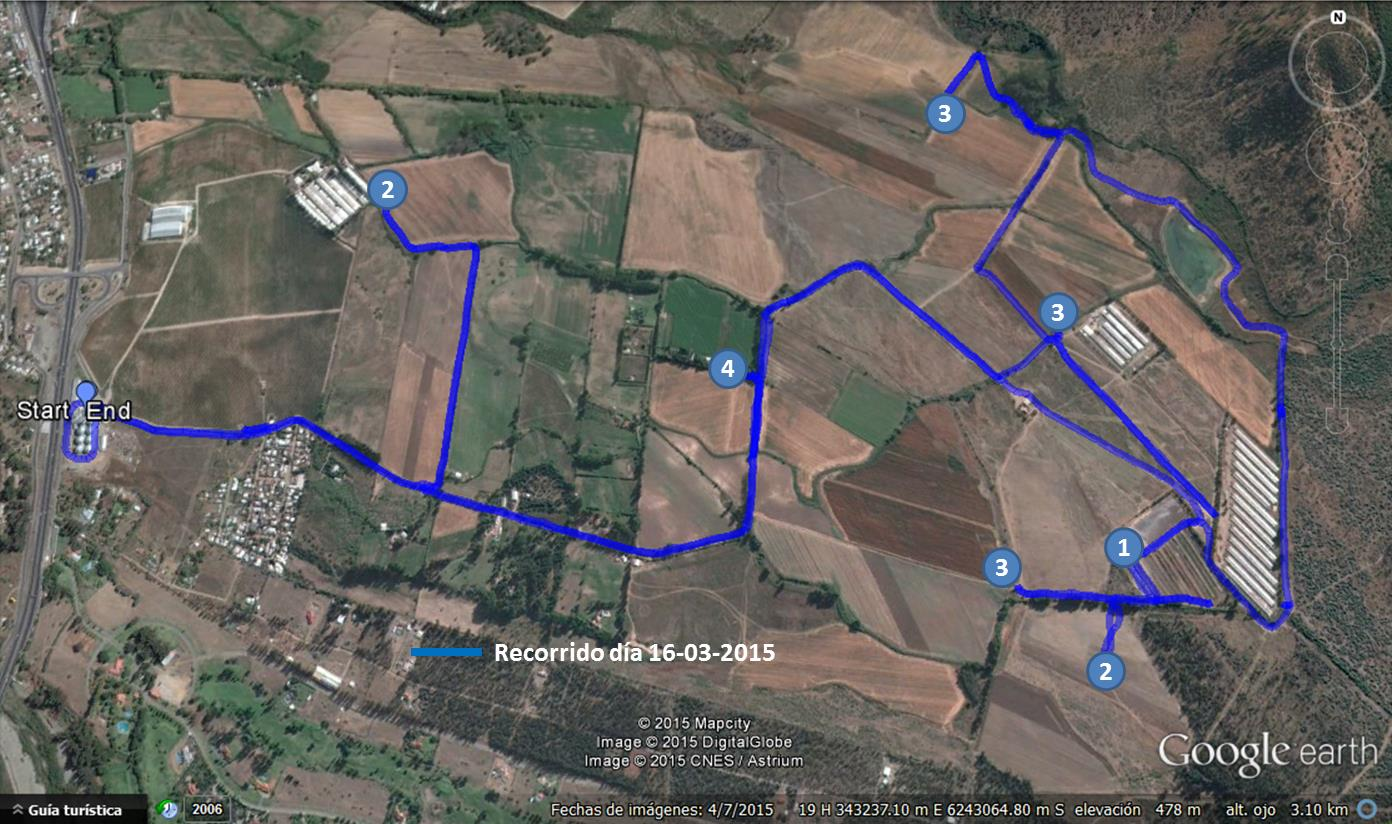 N
3
2
3
4
Start End
1
3
2
Recorrido día 16-03-2015
© 2015 Mapcity
Image © 2015 DigitalGlobe
Image © 2015 CNES / Astrium
Google earth
Guía turística
2006
Fechas de imágenes: 4/7/2015 19 H 343237.10 m E 6243064.80 m S elevación 478 m alt. ojo 3.10 km